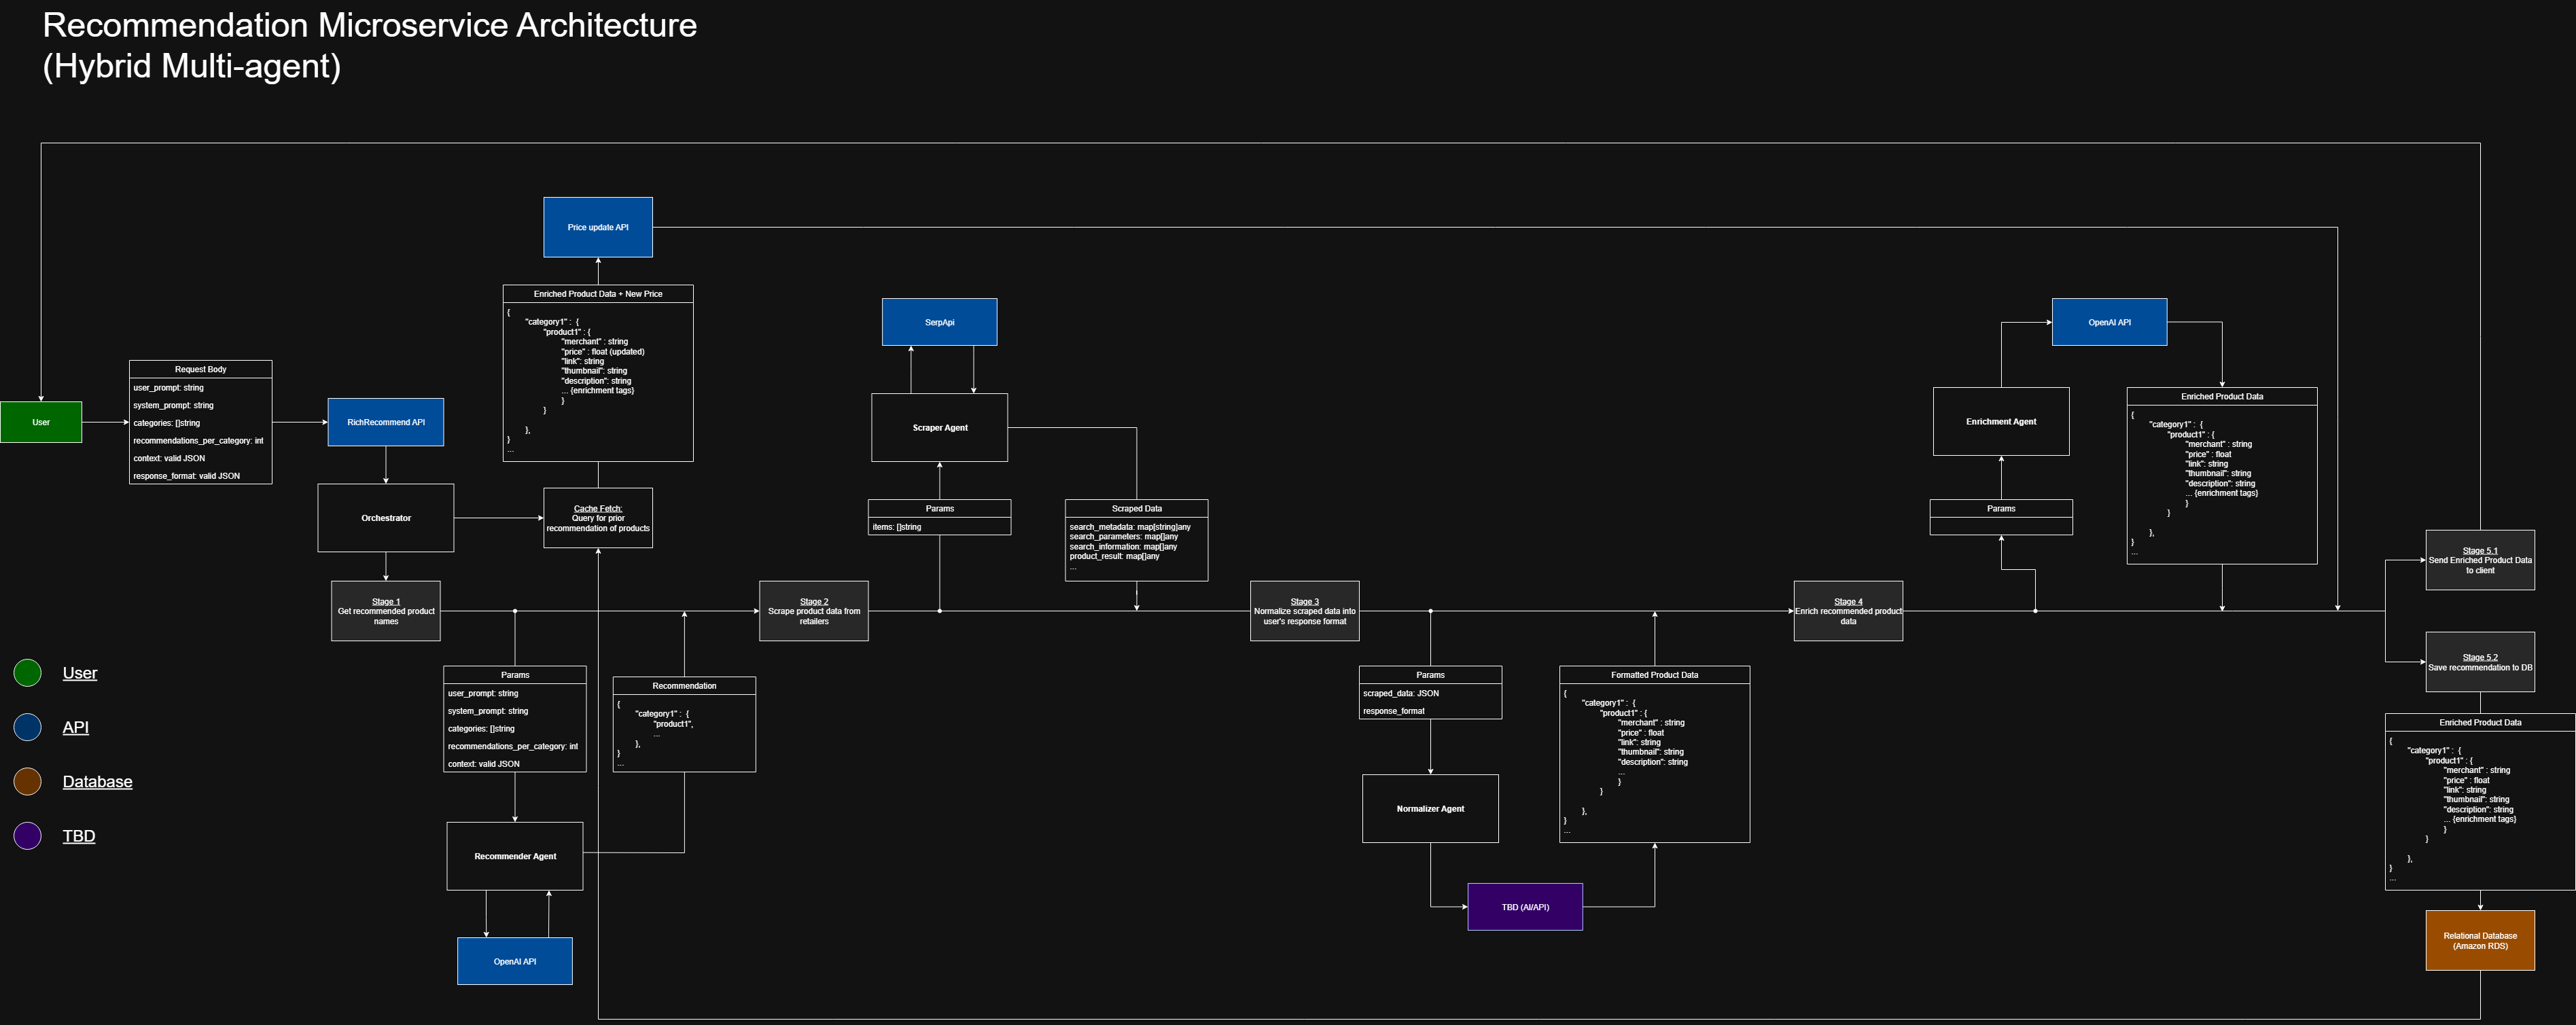 Recommendation Microservice Architecture
(Hybrid Multi-agent)
Price update API
Enriched Product Data + New Price
{
"category1" : {
"product1" : {
"merchant" : string
"price" : float (updated)
"link": string
"thumbnail": string
"description": string
... {enrichment tags}
}
}
},
}
...
SerpApi
OpenAI API
User
Request Body
user_prompt: string
system_prompt: string
categories: []string
recommendations_per_category: int
context: valid JSON
response_format: valid JSON
RichRecommend API
Orchestrator
Cache Fetch:
Query for prior
recommendation of products
Scraper Agent
Params
items: []string
Scraped Data
search_metadata: map[string]any
search_parameters: map[]any
search_information: map[]any
product_result: map[]any
...
Enrichment Agent
Params
Enriched Product Data
{
"category1" : {
"product1" : {
"merchant" : string
"price" : float
"link": string
"thumbnail": string
"description": string
... {enrichment tags}
}
}
},
}
...
Stage 1
Get recommended product
names
Stage 2
Scrape product data from
retailers
Stage 3
Normalize scraped data into
user's response format
Stage 4
Enrich recommended product
data
Stage 5.1
Send Enriched Product Data
to client
Stage 5.2
Save recommendation to DB
User
API
Database
TBD
Params
user_prompt: string
system_prompt: string
categories: []string
recommendations_per_category: int
context: valid JSON
Recommendation
{
"category1" : {
"product1",
...
},
}
...
Recommender Agent
OpenAI API
Params
scraped_data: JSON
response_format
Normalizer Agent
TBD (AI/API)
Formatted Product Data
{
"category1" : {
"product1" : {
"merchant" : string
"price" : float
"link": string
"thumbnail": string
"description": string
...
}
}
},
}
...
Enriched Product Data
{
"category1" : {
"product1" : {
"merchant" : string
"price" : float
"link": string
"thumbnail": string
"description": string
... {enrichment tags}
}
}
},
}
...
Relational Database
(Amazon RDS)